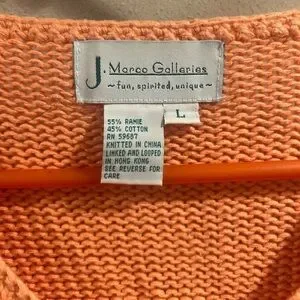 J. Marco Galleries
~fun, spirited, unique~
L
55% RAMIE
45% COTTON
RN 59687
KNITTED IN CHINA
LINKED AND LOOPED
IN HONG KONG
SEE REVERSE FOR
CARE